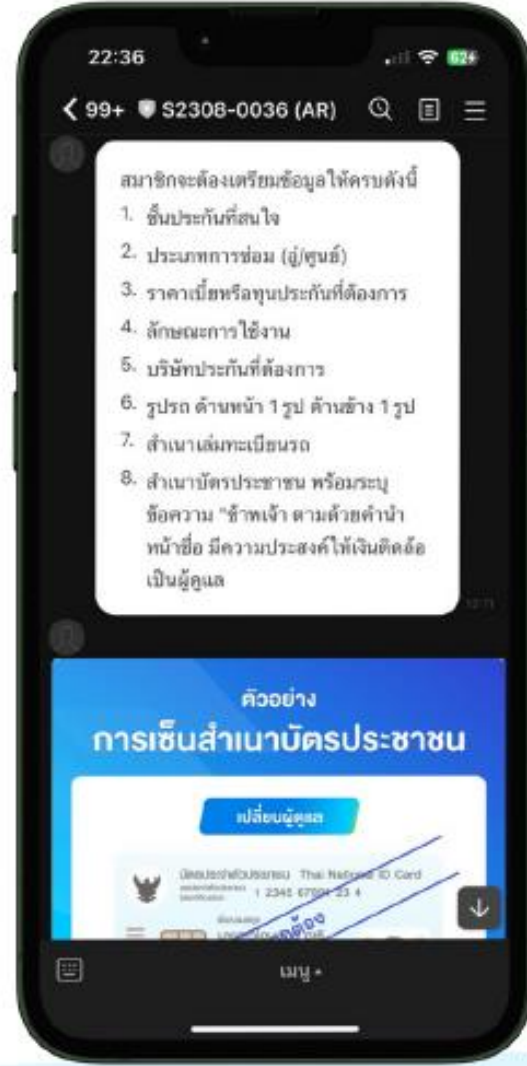 22:36
62
99+ S2308-0036 (AR)
สมาชิกจะต้องเตรียมข้อมูลให้ครบดังนี้
1. ชั้นประกันที่สนใจ
2. ประเภทการซ่อม (อู่/ศูนย์)
3. ราคาเบี้ยหรือทุนประกันที่ต้องการ
4. ลักษณะการใช้งาน
5. บริษัทประกันที่ต้องการ
6. รูปรถ ด้านหน้า 1 รูป ด้านข้าง 1 รูป
7. สำเนาเล่มทะเบียนรถ
8. สำเนาบัตรประชาชน พร้อมระบุ
ข้อความ "ข้าพเจ้า ตามด้วยคำนำ
หน้าชื่อ มีความประสงค์ให้เงินติดล้อ
เป็นผู้ดูแล
ตัวอย่าง
การเซ็นสำเนาบัตรประชาชน
เปลี่ยนผู้ดูแล
บัตรประจำตัวประชาชน Thai National ID Card
เมนู